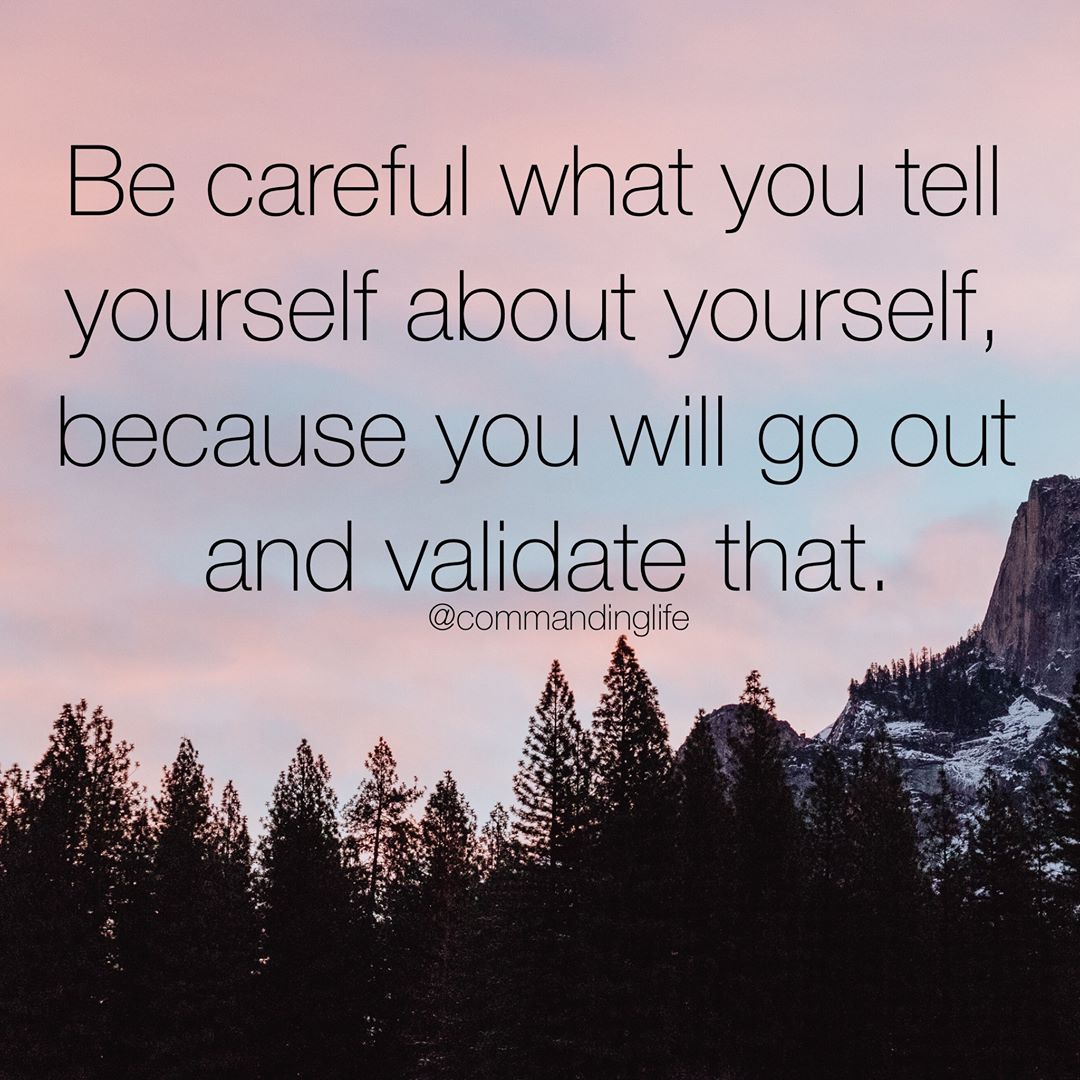 Be careful what you tell
yourself about yourself,
because you will go out
and validate that.
@commandinglife